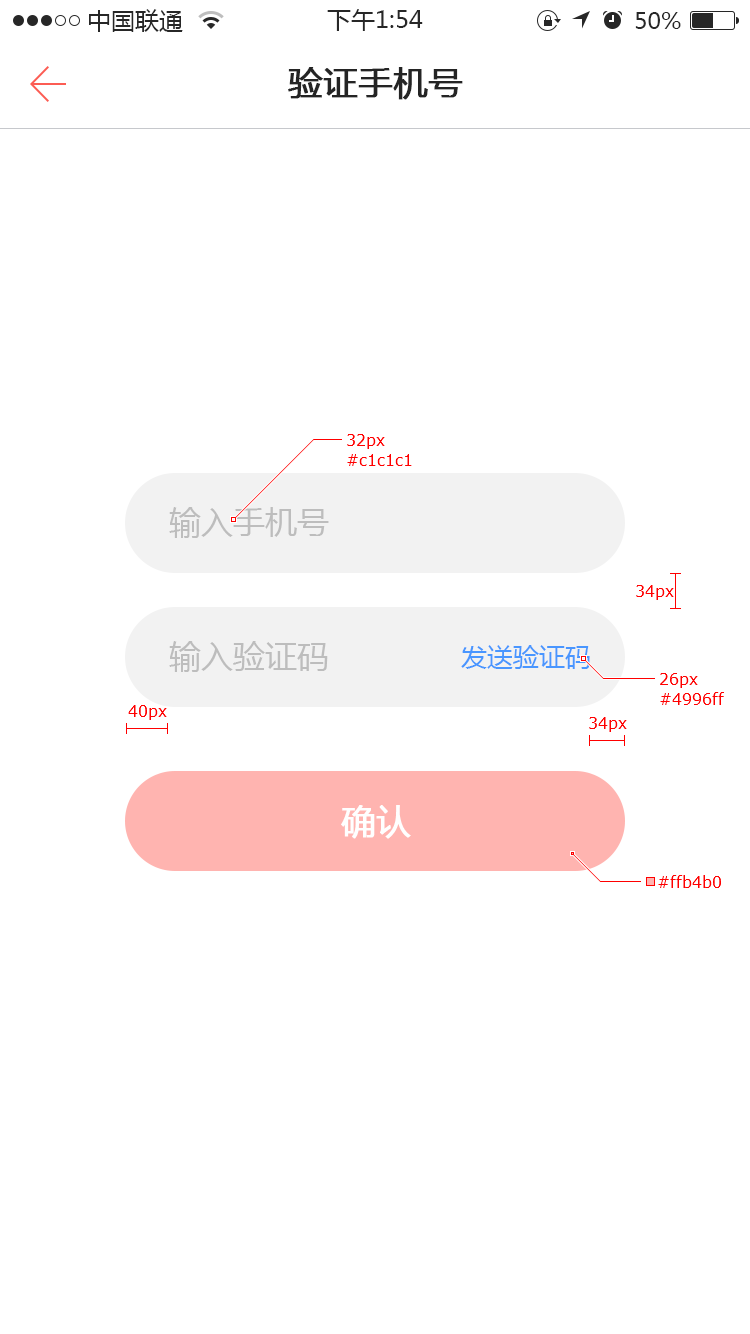 中国联通 下午1:54 50%
验证手机号
32px
#c1c1c1
输入手机号
34px
输入验证码 发送验证码
26px
#4996ff
40px
34px
确认
#ffb4b0